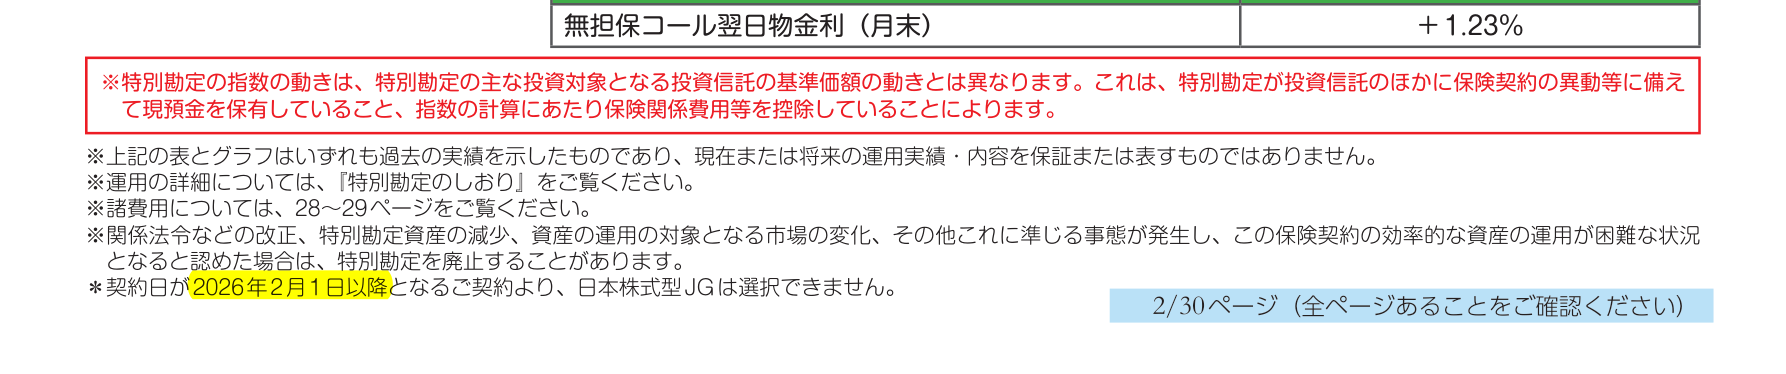 無担保コール翌日物金利（月末） ＋1.23%
※特別勘定の指数の動きは、特別勘定の主な投資対象となる投資信託の基準価額の動きとは異なります。これは、特別勘定が投資信託のほかに保険契約の異動等に備え
て現預金を保有していること、指数の計算にあたり保険関係費用等を控除していることによります。
※上記の表とグラフはいずれも過去の実績を示したものであり、現在または将来の運用実績・内容を保証または表すものではありません。
※運用の詳細については、『特別勘定のしおり』をご覧ください。
※諸費用については、28～29ページをご覧ください。
※関係法令などの改正、特別勘定資産の減少、資産の運用の対象となる市場の変化、その他これに準じる事態が発生し、この保険契約の効率的な資産の運用が困難な状況
となると認めた場合は、特別勘定を廃止することがあります。
＊契約日が2026年2月1日以降となるご契約より、日本株式型JGは選択できません。
2/30ページ（全ページあることをご確認ください）